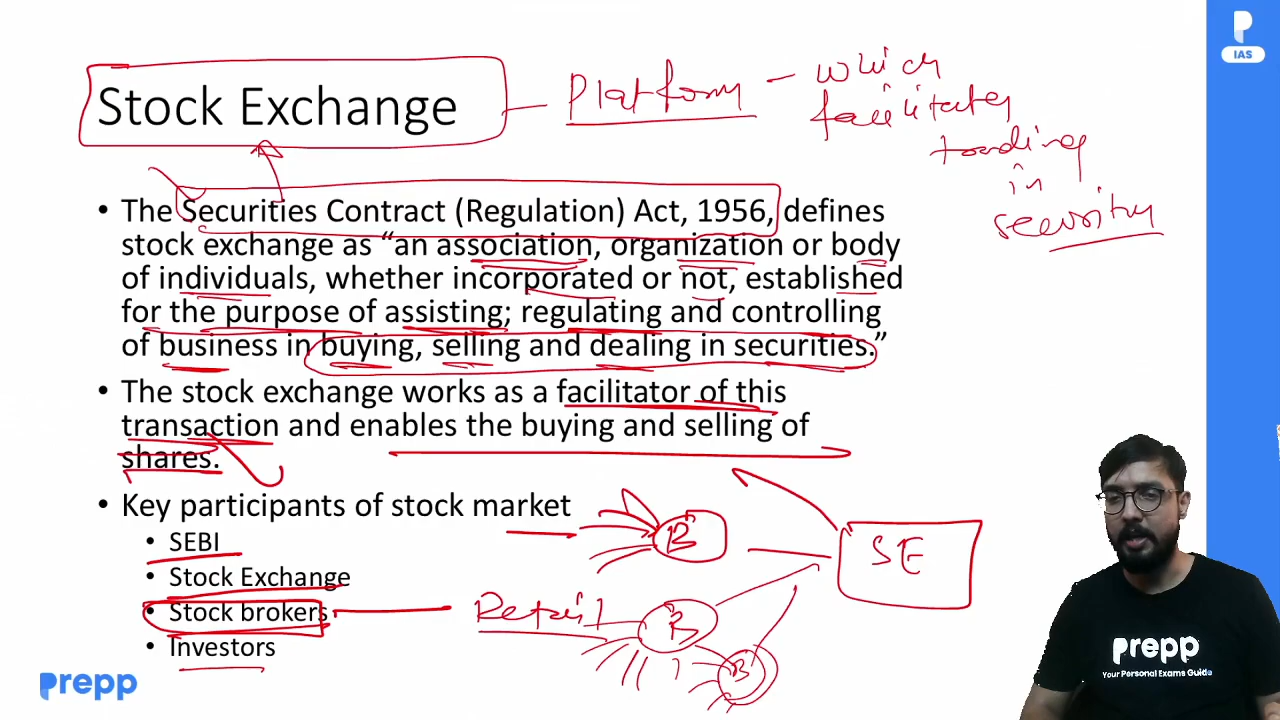 IAS
Stock Exchange
Platform - which
facilitates
trading
in
security
• The Securities Contract (Regulation) Act, 1956, defines
stock exchange as “an association, organization or body
of individuals, whether incorporated or not, established
for the purpose of assisting; regulating and controlling
of business in buying, selling and dealing in securities.”
• The stock exchange works as a facilitator of this
transaction and enables the buying and selling of
shares.
• Key participants of stock market
• SEBI
• Stock Exchange
• Stock brokers
• Investors
B
SE
Retail
B
B
prepp
prepp
Your Personal Exams Guide